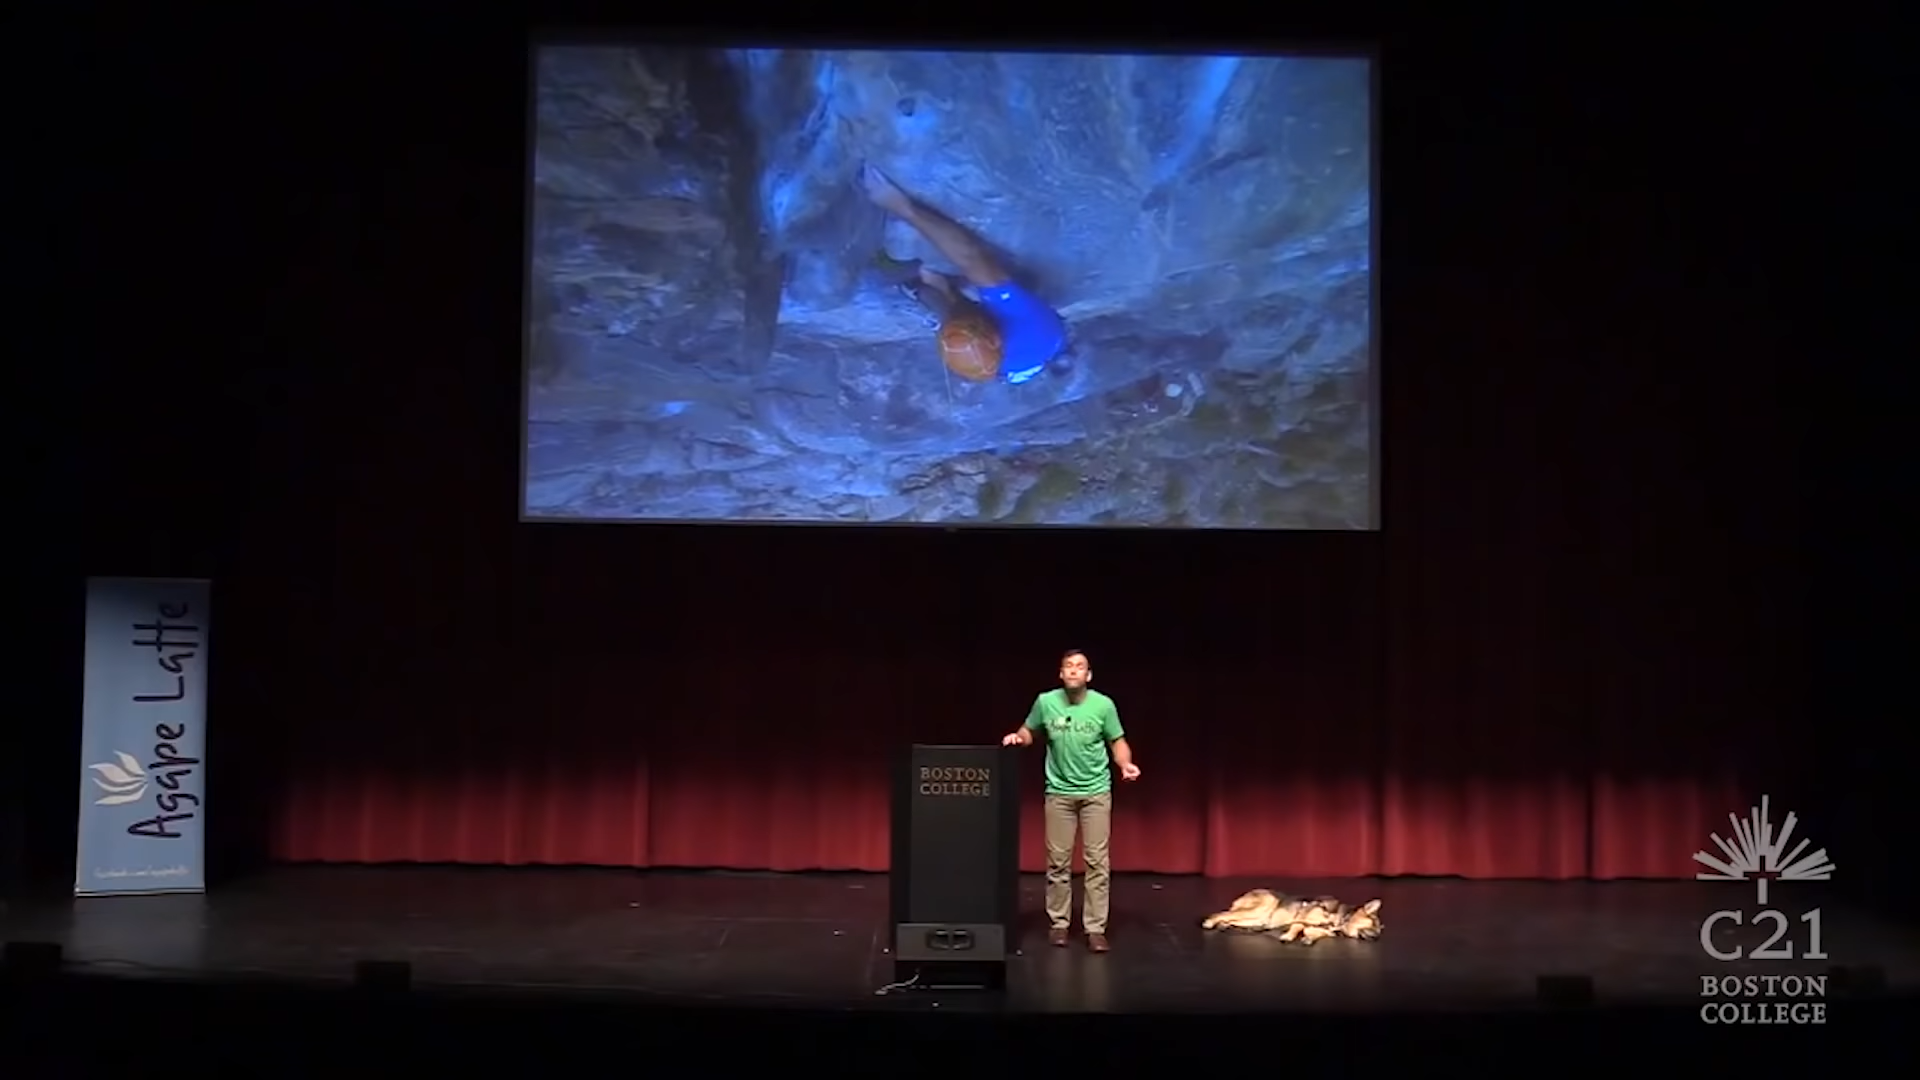 Agape Latte
BOSTON
COLLEGE
Agape Latte
C21
BOSTON
COLLEGE